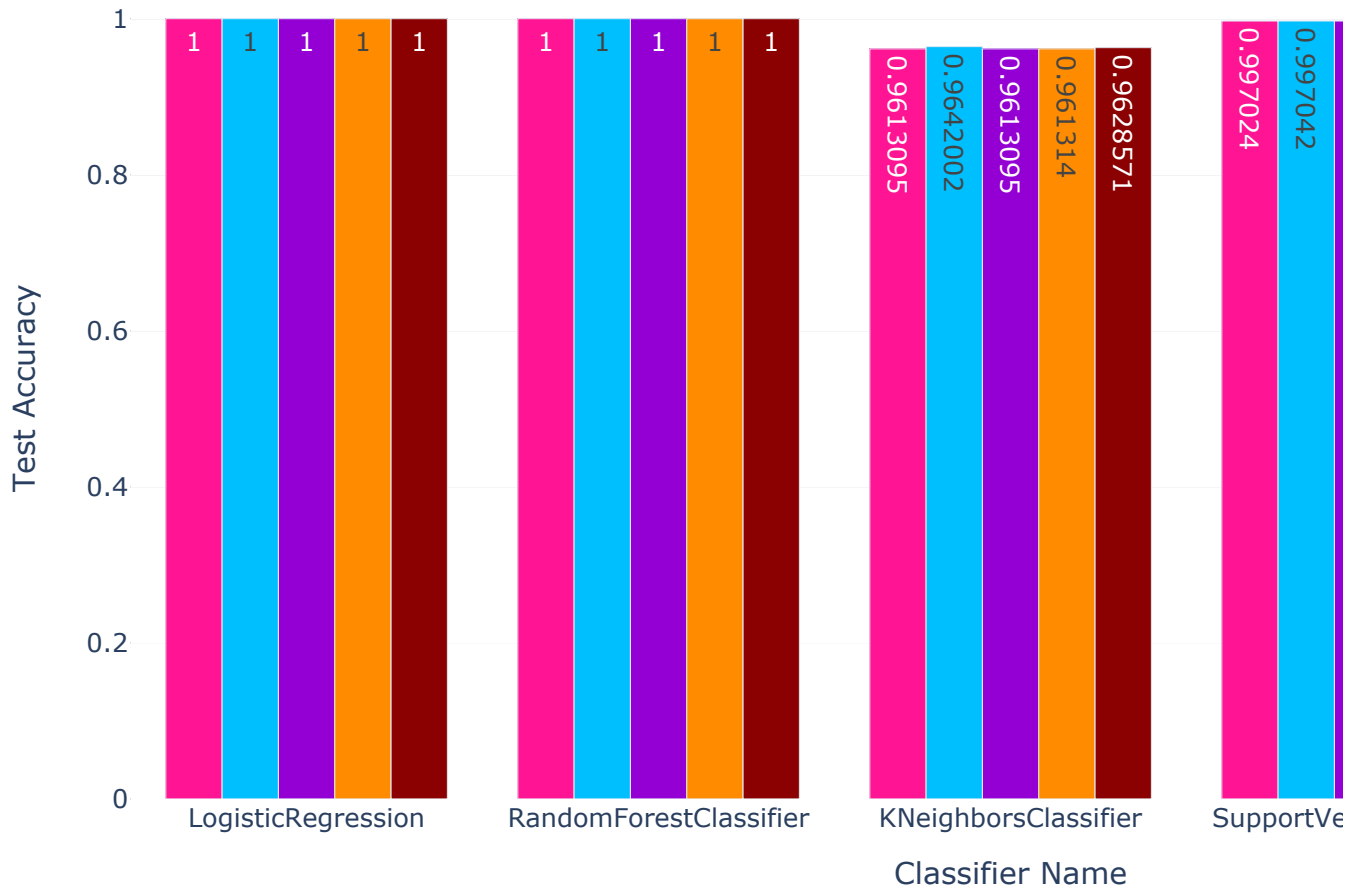 Test Accuracy
1
0.8
0.6
0.4
0.2
0
1 1 1 1 1
1 1 1 1 1
0.9613095
0.9642002
0.9613095
0.961314
0.9628571
0.997024
0.997042
LogisticRegression
RandomForestClassifier
KNeighborsClassifier
SupportVe
Classifier Name